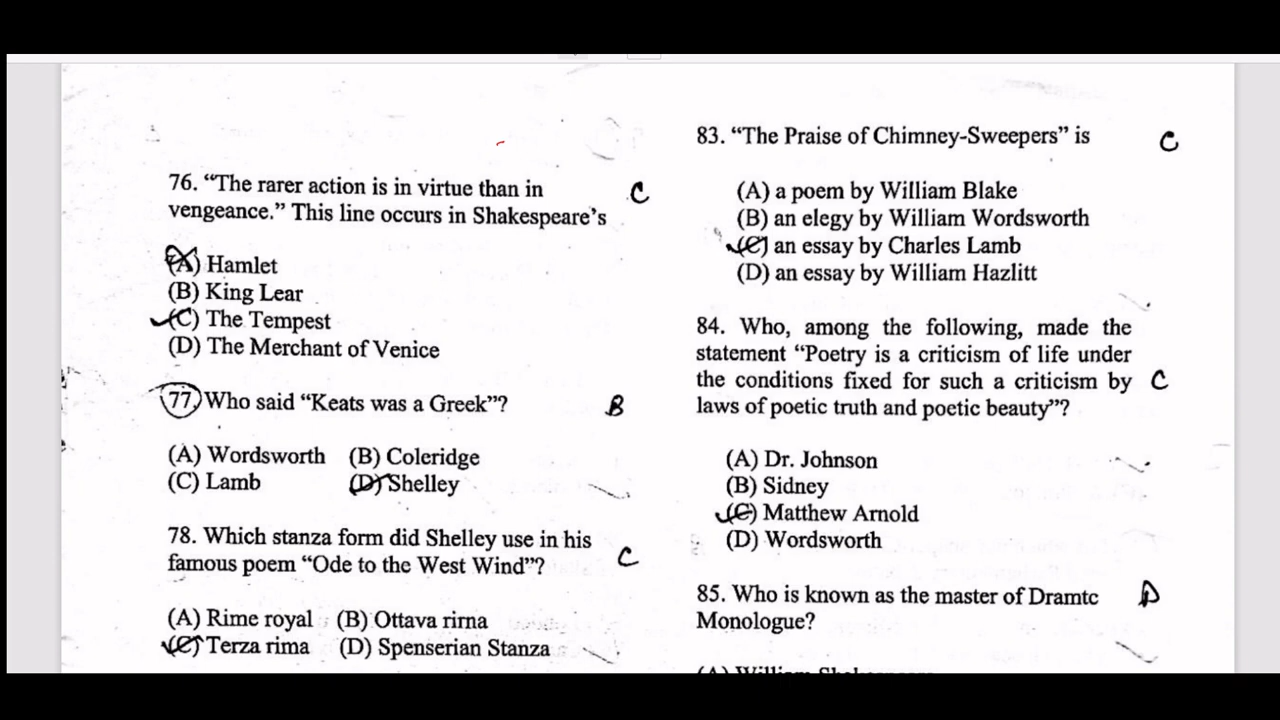 76. “The rarer action is in virtue than in
vengeance.” This line occurs in Shakespeare’s
C
(A) Hamlet
(B) King Lear
(C) The Tempest
(D) The Merchant of Venice
77. Who said “Keats was a Greek”?
B
(A) Wordsworth (B) Coleridge
(C) Lamb (D) Shelley
78. Which stanza form did Shelley use in his
famous poem “Ode to the West Wind”?
C
(A) Rime royal (B) Ottava rirna
(C) Terza rima (D) Spenserian Stanza
83. “The Praise of Chimney-Sweepers” is
C
(A) a poem by William Blake
(B) an elegy by William Wordsworth
(C) an essay by Charles Lamb
(D) an essay by William Hazlitt
84. Who, among the following, made the
statement “Poetry is a criticism of life under
the conditions fixed for such a criticism by
C
laws of poetic truth and poetic beauty”?
(A) Dr. Johnson
(B) Sidney
(C) Matthew Arnold
(D) Wordsworth
85. Who is known as the master of Dramtc
D
Monologue?